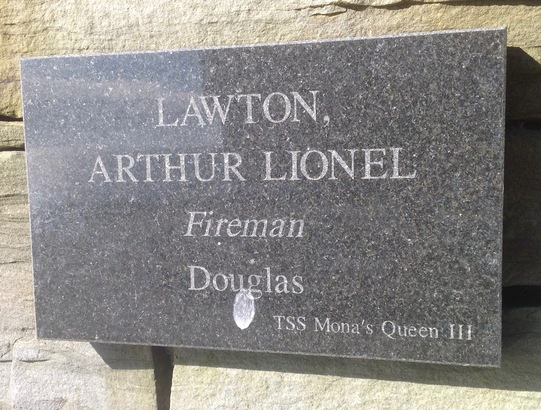 LAWTON,
ARTHUR LIONEL
Fireman
Douglas
TSS Mona's Queen III